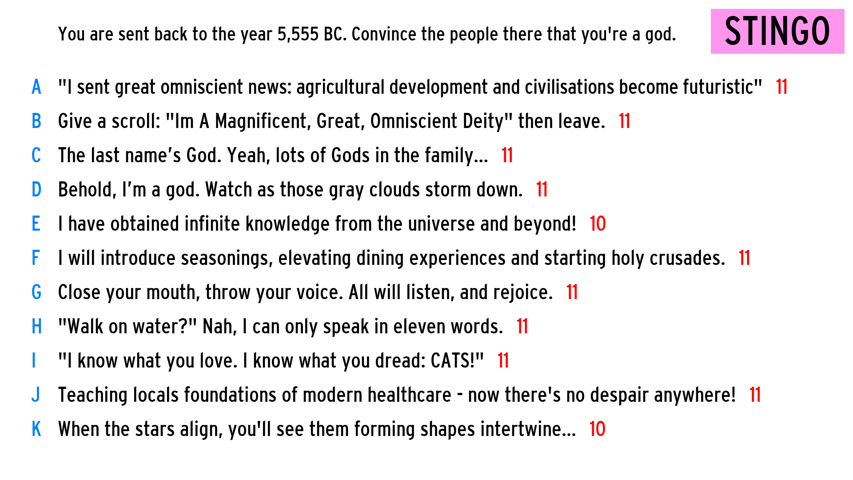 You are sent back to the year 5,555 BC. Convince the people there that you're a god.
STINGO
A "I sent great omniscient news: agricultural development and civilisations become futuristic" 11
B Give a scroll: "Im A Magnificent, Great, Omniscient Deity" then leave. 11
C The last name’s God. Yeah, lots of Gods in the family... 11
D Behold, I’m a god. Watch as those gray clouds storm down. 11
E I have obtained infinite knowledge from the universe and beyond! 10
F I will introduce seasonings, elevating dining experiences and starting holy crusades. 11
G Close your mouth, throw your voice. All will listen, and rejoice. 11
H "Walk on water?" Nah, I can only speak in eleven words. 11
I "I know what you love. I know what you dread: CATS!" 11
J Teaching locals foundations of modern healthcare - now there's no despair anywhere! 11
K When the stars align, you'll see them forming shapes intertwine... 10